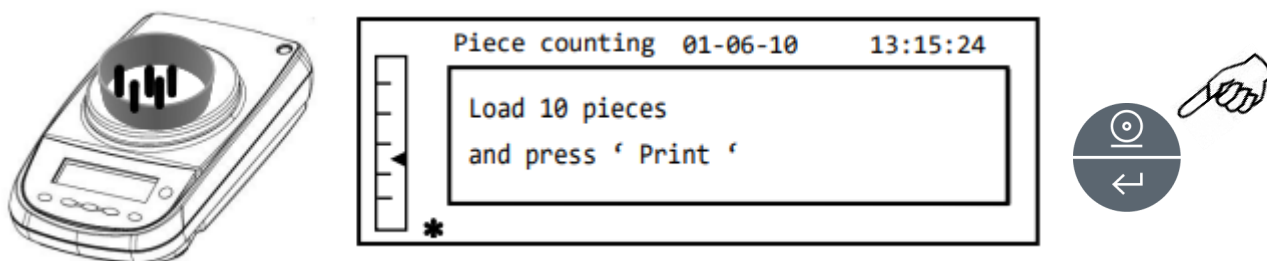 Piece counting 01-06-10 13:15:24
Load 10 pieces
and press ‘ Print ‘
*